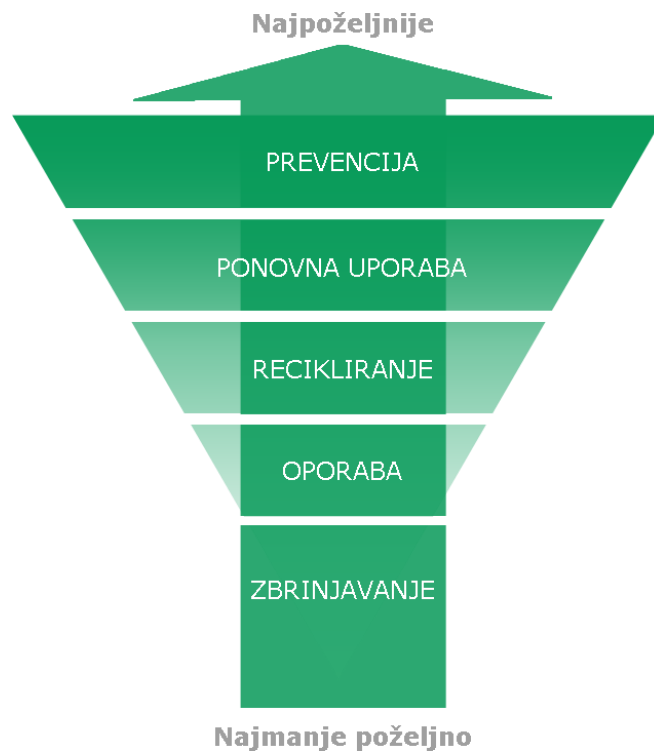 Najpoželjnije
PREVENCIJA
PONOVNA UPORABA
RECIKLIRANJE
OPORABA
ZBRINJAVANJE
Najmanje poželjno